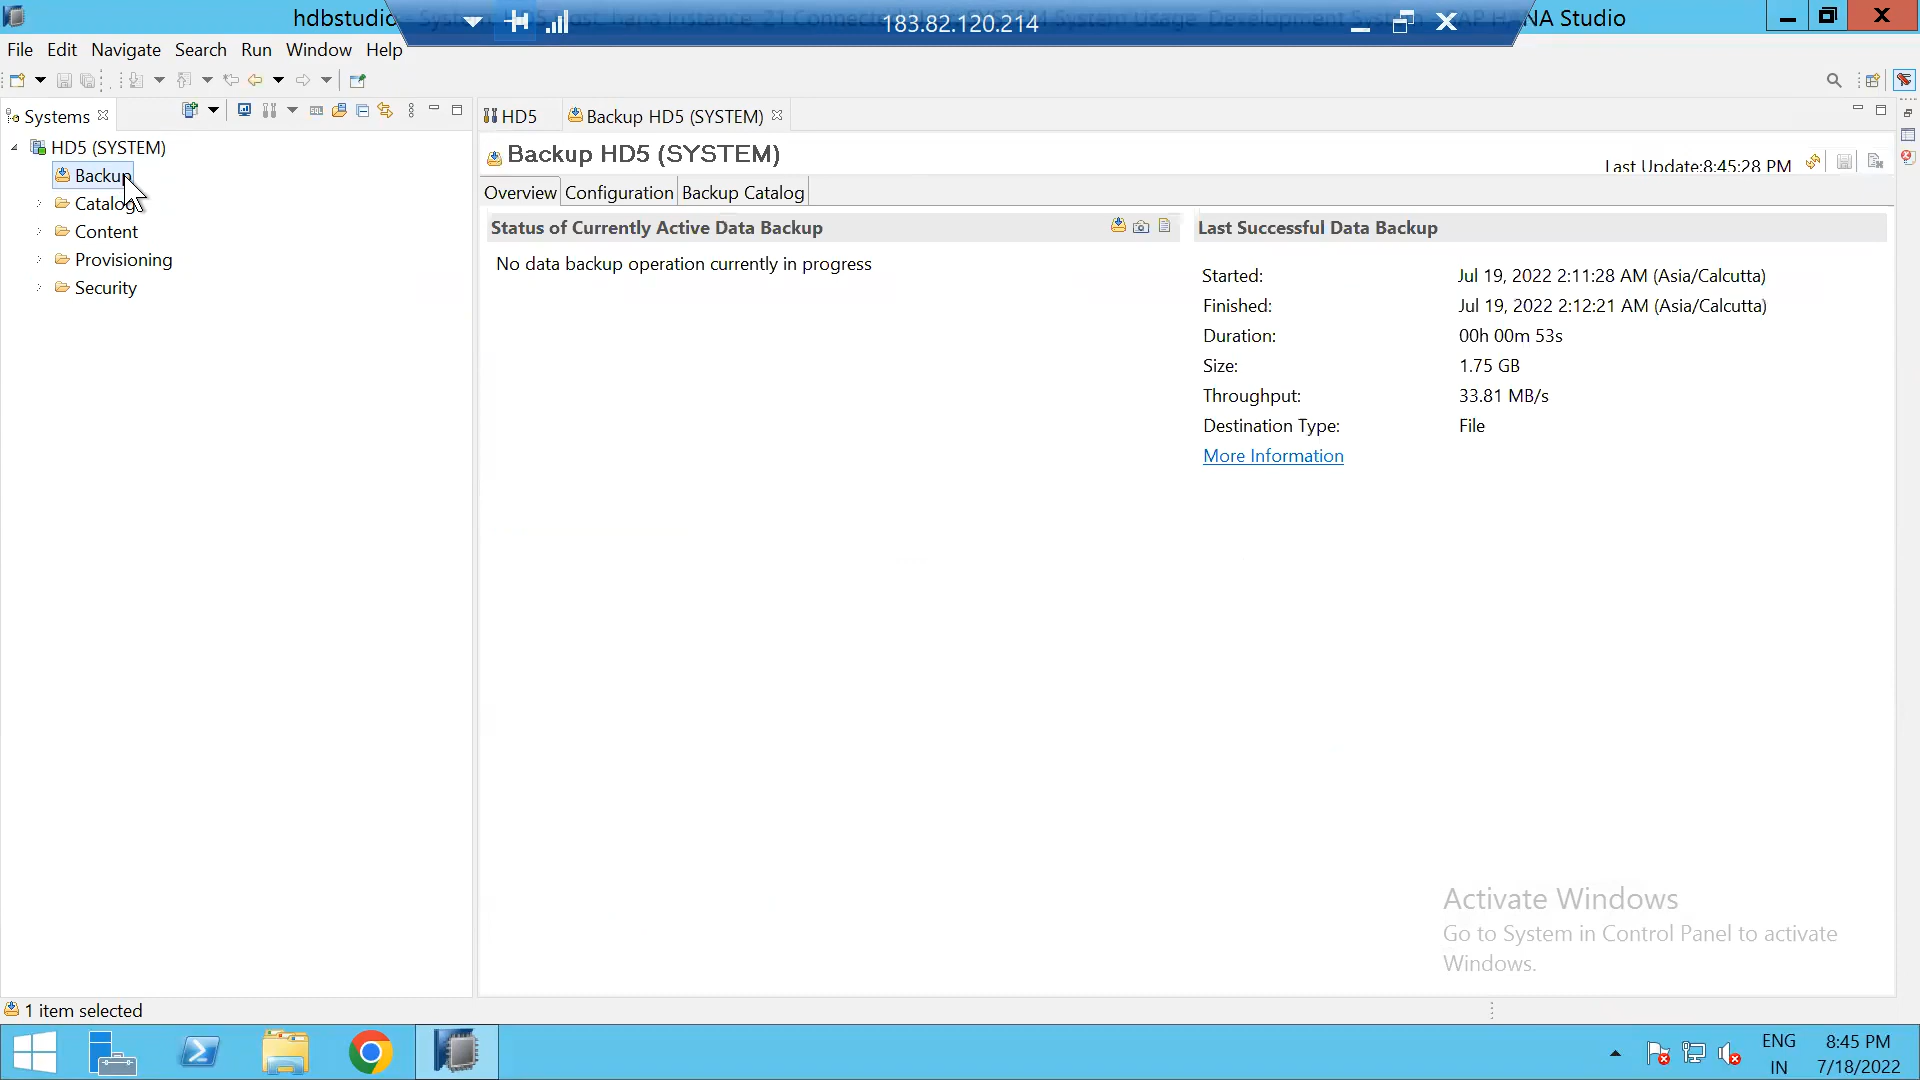 hdbstudio
183.82.120.214
NA Studio
File Edit Navigate Search Run Window Help
Systems
HD5
Backup HD5 (SYSTEM)
HD5 (SYSTEM)
Backup
Catalog
Content
Provisioning
Security
Backup HD5 (SYSTEM)
Last Update:8:45:28 PM
Overview Configuration Backup Catalog
Status of Currently Active Data Backup
No data backup operation currently in progress
Last Successful Data Backup
Started: Jul 19, 2022 2:11:28 AM (Asia/Calcutta)
Finished: Jul 19, 2022 2:12:21 AM (Asia/Calcutta)
Duration: 00h 00m 53s
Size: 1.75 GB
Throughput: 33.81 MB/s
Destination Type: File
More Information
Activate Windows
Go to System in Control Panel to activate
Windows.
1 item selected
ENG
IN
8:45 PM
7/18/2022